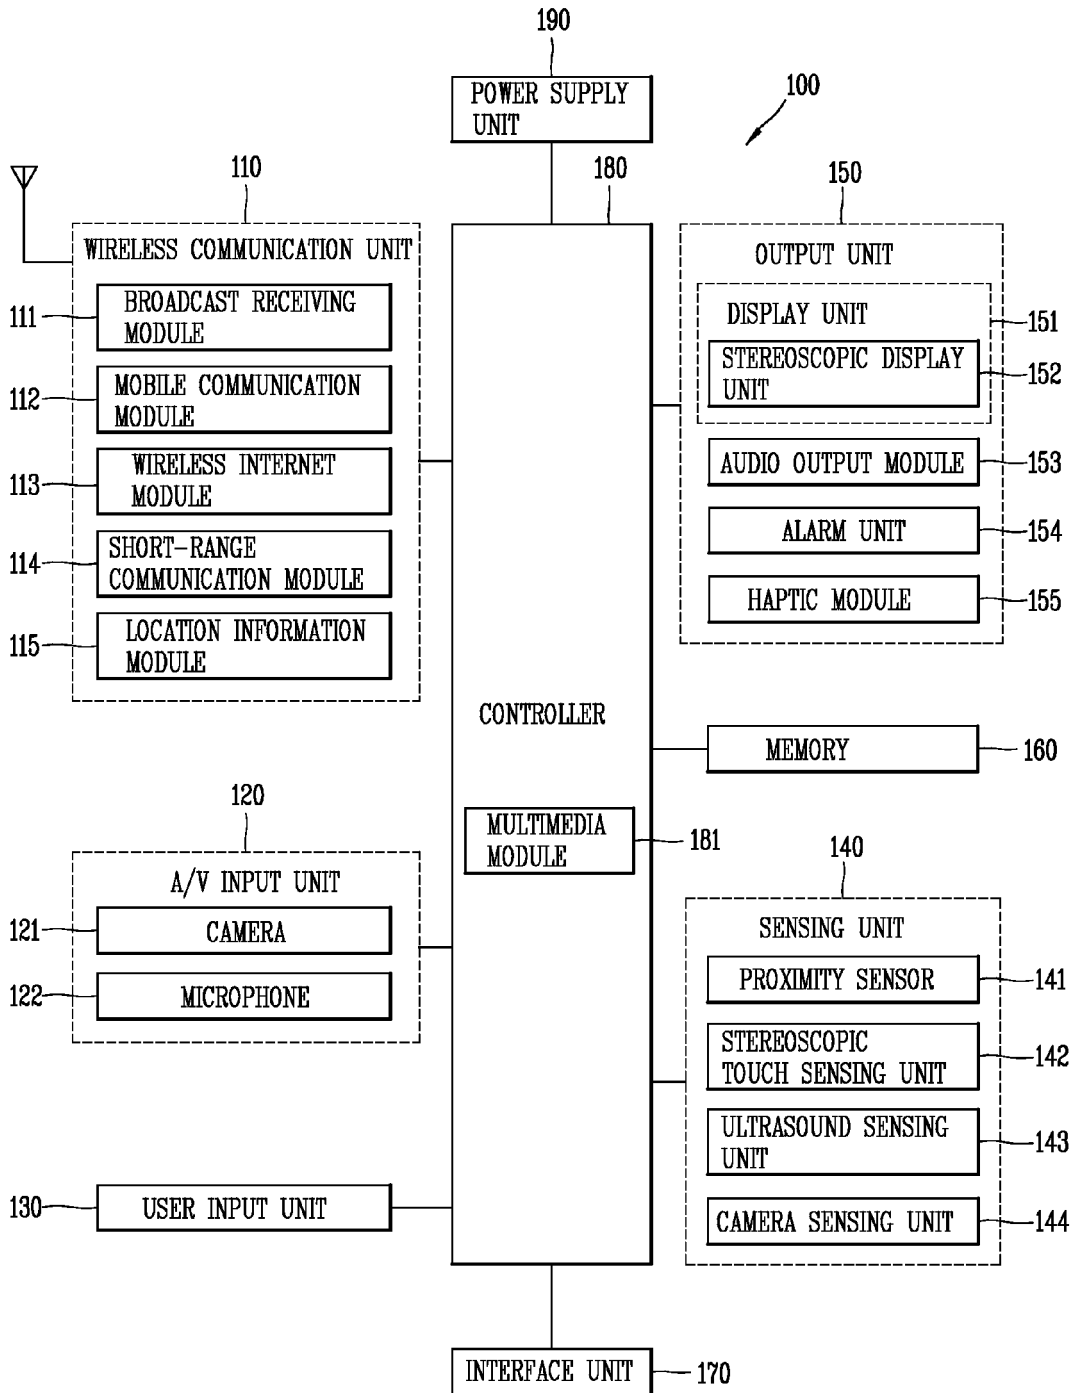 190
POWER SUPPLY
UNIT
100
110
180
150
WIRELESS COMMUNICATION UNIT
111
BROADCAST RECEIVING
MODULE
112
MOBILE COMMUNICATION
MODULE
113
WIRELESS INTERNET
MODULE
114
SHORT-RANGE
COMMUNICATION MODULE
115
LOCATION INFORMATION
MODULE
OUTPUT UNIT
DISPLAY UNIT
151
STEREOSCOPIC DISPLAY
UNIT
152
AUDIO OUTPUT MODULE
153
ALARM UNIT
154
HAPTIC MODULE
155
CONTROLLER
MEMORY
160
MULTIMEDIA
MODULE
181
120
A/V INPUT UNIT
121
CAMERA
122
MICROPHONE
140
SENSING UNIT
PROXIMITY SENSOR
141
STEREOSCOPIC
TOUCH SENSING UNIT
142
ULTRASOUND SENSING
UNIT
143
CAMERA SENSING UNIT
144
130
USER INPUT UNIT
INTERFACE UNIT
170